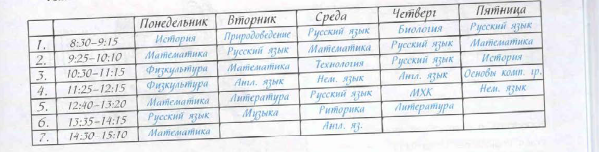 Понедельник Вторник Среда Четверг Пятница
1. 8:30-9:15 История Природоведение Русский язык Биология Русский язык
2. 9:25-10:10 Математика Русский язык Математика Русский язык Математика
3. 10:30-11:15 Физкультура Математика Технология Русский язык История
4. 11:25-12:15 Физкультура Англ. язык Нем. язык Англ. язык Основы комп. гр.
5. 12:40-13:20 Математика Литература Русский язык МХК Нем. язык
6. 13:35-14:15 Русский язык Музыка Риторика Литература
7. 14:30 15:10 Математика Англ. яз.